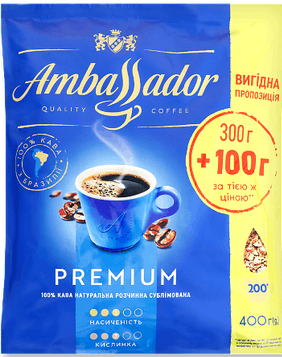 Ambassador
QUALITY COFFEE
ВИГІДНА
ПРОПОЗИЦІЯ
300г
+100г
за тією ж
ціною*
100% КАВА
З БРАЗИЛІЇ
PREMIUM
100% КАВА НАТУРАЛЬНА РОЗЧИННА СУБЛІМОВАНА
НАСИЧЕНІСТЬ
КИСЛИНКА
200*
400г(g)